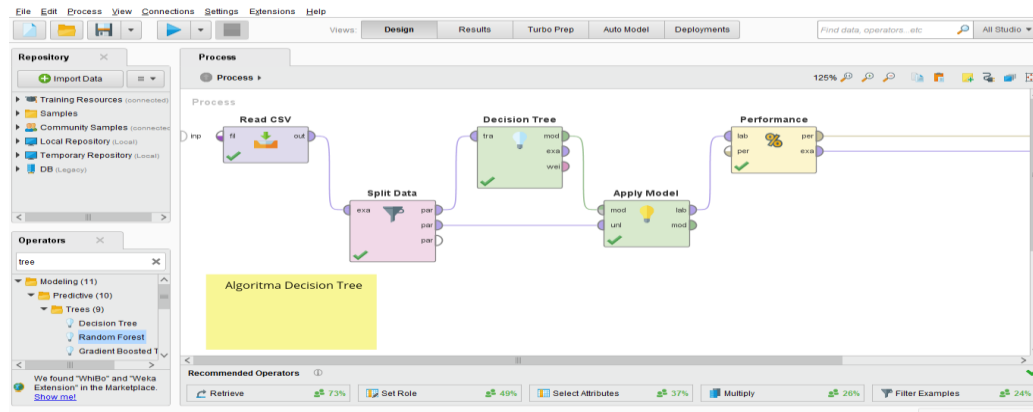 File Edit Process View Connections Settings Extensions Help
Views: Design Results Turbo Prep Auto Model Deployments Find data, operators...etc All Studio
Repository
Import Data
Training Resources (connected)
Samples
Community Samples (connected
Local Repository (Local)
Temporary Repository (Local)
DB (Legacy)
Operators
tree
Modeling (11)
Predictive (10)
Trees (9)
Decision Tree
Random Forest
Gradient Boosted T
We found "WhiBo" and "Weka
Extension" in the Marketplace.
Show me!
Process
Process
125%
Process
inp
Read CSV
fil out
Split Data
exa par
par
par
Decision Tree
tra mod
exa
wei
Apply Model
mod lab
unl mod
Performance
lab per
per exa
Algoritma Decision Tree
Recommended Operators
Retrieve 73%
Set Role 49%
Select Attributes 37%
Multiply 26%
Filter Examples 24%